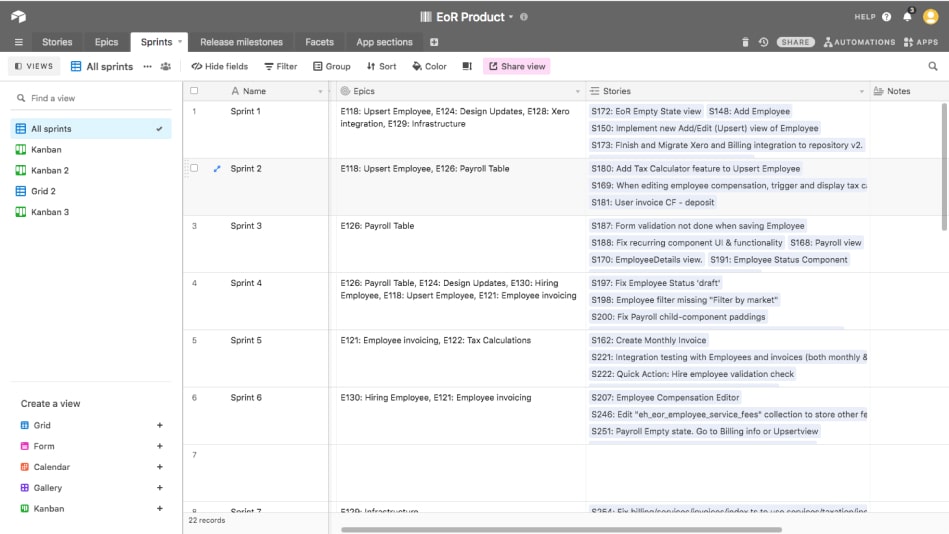 EoR Product
HELP
3
Stories
Epics
Sprints
Release milestones
Facets
App sections
SHARE
AUTOMATIONS
APPS
VIEWS
All sprints
Hide fields
Filter
Group
Sort
Color
Share view
Find a view
All sprints
Kanban
Kanban 2
Grid 2
Kanban 3
Create a view
Grid +
Form +
Calendar +
Gallery +
Kanban +
Name
Epics
Stories
Notes
1
Sprint 1
E118: Upsert Employee, E124: Design Updates, E128: Xero
integration, E129: Infrastructure
S172: EoR Empty State view S148: Add Employee
S150: Implement new Add/Edit (Upsert) view of Employee
S173: Finish and Migrate Xero and Billing integration to repository v2.
Sprint 2
E118: Upsert Employee, E126: Payroll Table
S180: Add Tax Calculator feature to Upsert Employee
S169: When editing employee compensation, trigger and display tax ca
S181: User invoice CF - deposit
3
Sprint 3
E126: Payroll Table
S187: Form validation not done when saving Employee
S188: Fix recurring component UI & functionality S168: Payroll view
S170: EmployeeDetails view. S191: Employee Status Component
4
Sprint 4
E126: Payroll Table, E124: Design Updates, E130: Hiring
Employee, E118: Upsert Employee, E121: Employee invoicing
S197: Fix Employee Status 'draft'
S198: Employee filter missing "Filter by market"
S200: Fix Payroll child-component paddings
5
Sprint 5
E121: Employee invoicing, E122: Tax Calculations
S162: Create Monthly Invoice
S221: Integration testing with Employees and invoices (both monthly &
S222: Quick Action: Hire employee validation check
6
Sprint 6
E130: Hiring Employee, E121: Employee invoicing
S207: Employee Compensation Editor
S246: Edit "eh_eor_employee_service_fees" collection to store other fe
S251: Payroll Empty state. Go to Billing info or Upsertview
7
8
Sprint 7
E129: Infrastructure
S254: Fix billing/services/invoices/index.ts to use services/taxation/ind
22 records